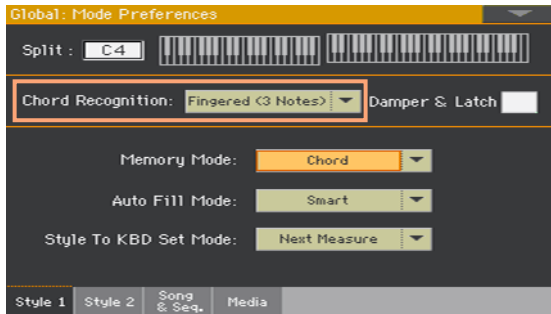 Global: Mode Preferences
Split : C4
Chord Recognition: Fingered (3 Notes) Damper & Latch
Memory Mode: Chord
Auto Fill Mode: Smart
Style To KBD Set Mode: Next Measure
Style 1 Style 2 Song & Seq. Media